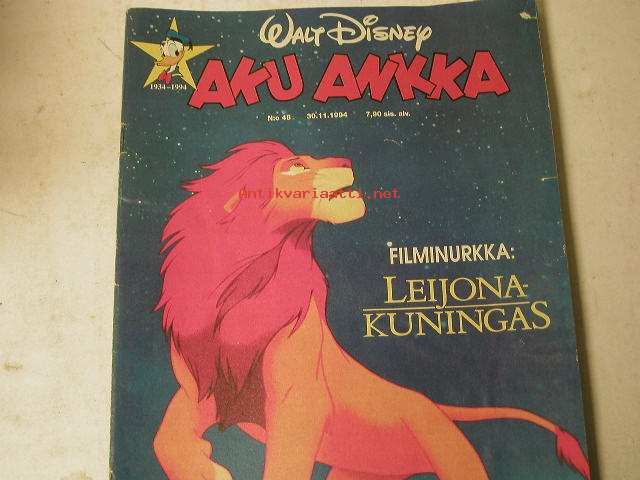 WALT DISNEY
1934-1994
AKU ANKKA
N:o 48 30.11.1994 7,90 sis. alv.
Antikvariaatti.net
FILMINURKKA:
LEIJONA-
KUNINGAS